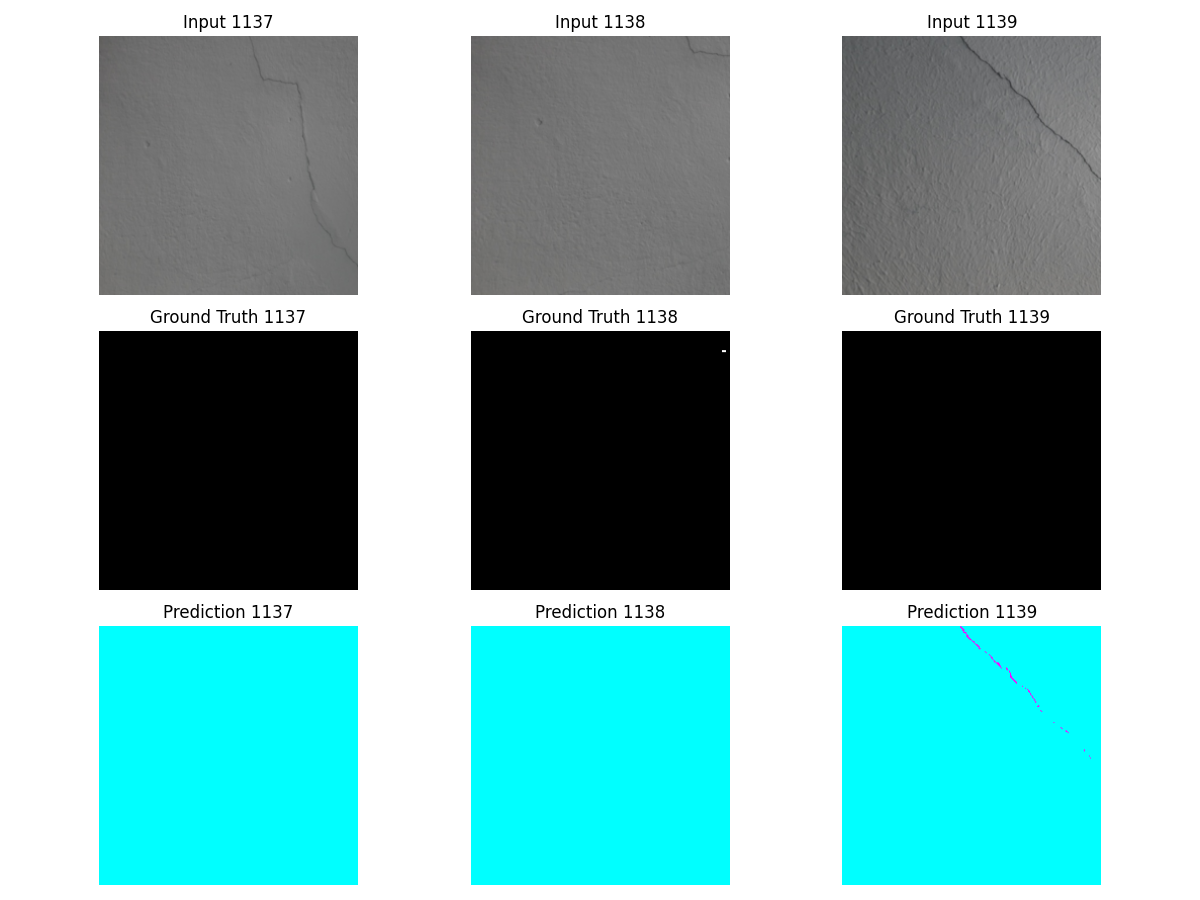 Input 1137
Input 1138
Input 1139
Ground Truth 1137
Ground Truth 1138
Ground Truth 1139
Prediction 1137
Prediction 1138
Prediction 1139